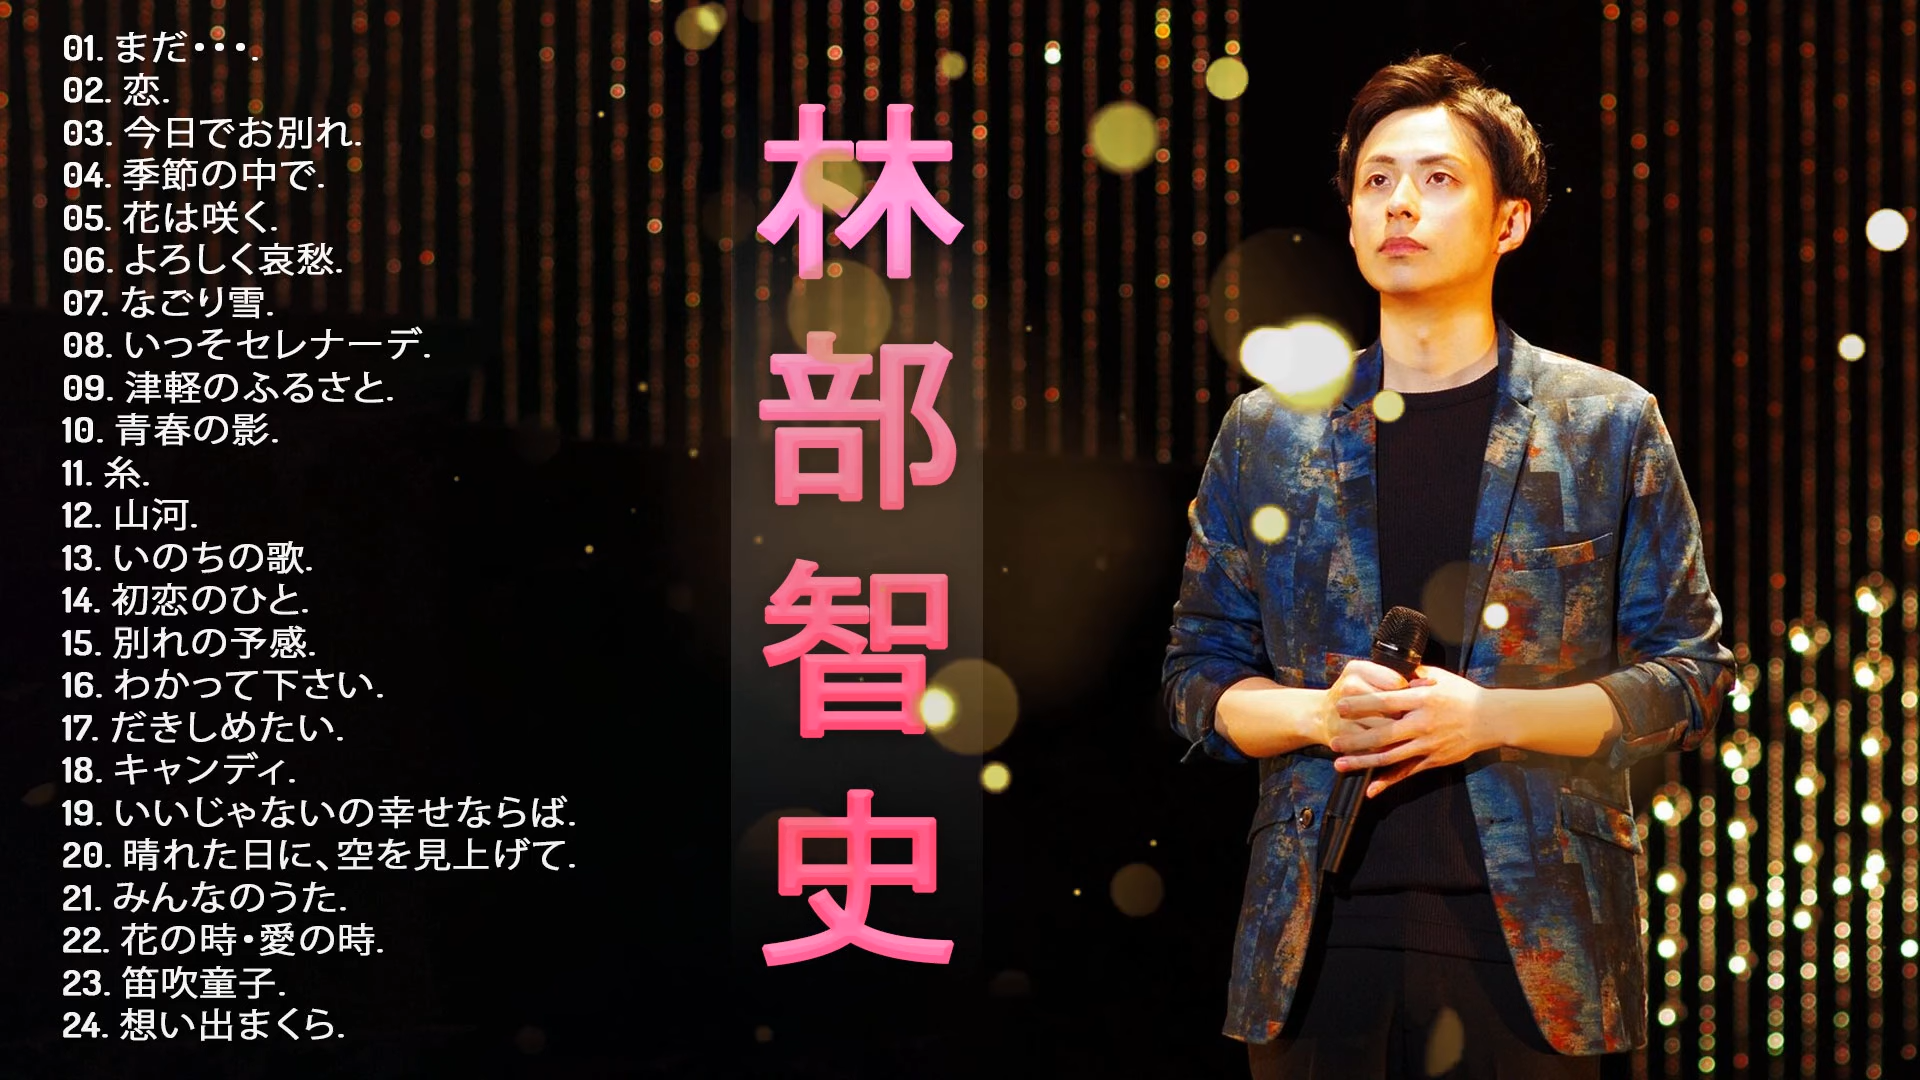 01. まだ・・・.
02. 恋.
03. 今日でお別れ.
04. 季節の中で.
05. 花は咲く.
06. よろしく哀愁.
07. なごり雪.
08. いっそセレナーデ.
09. 津軽のふるさと.
10. 青春の影.
11. 糸.
12. 山河.
13. いのちの歌.
14. 初恋のひと.
15. 別れの予感.
16. わかって下さい.
17. だきしめたい.
18. キャンディ.
19. いいじゃないの幸せならば.
20. 晴れた日に、空を見上げて.
21. みんなのうた.
22. 花の時・愛の時.
23. 笛吹童子.
24. 想い出まくら.
林部智史